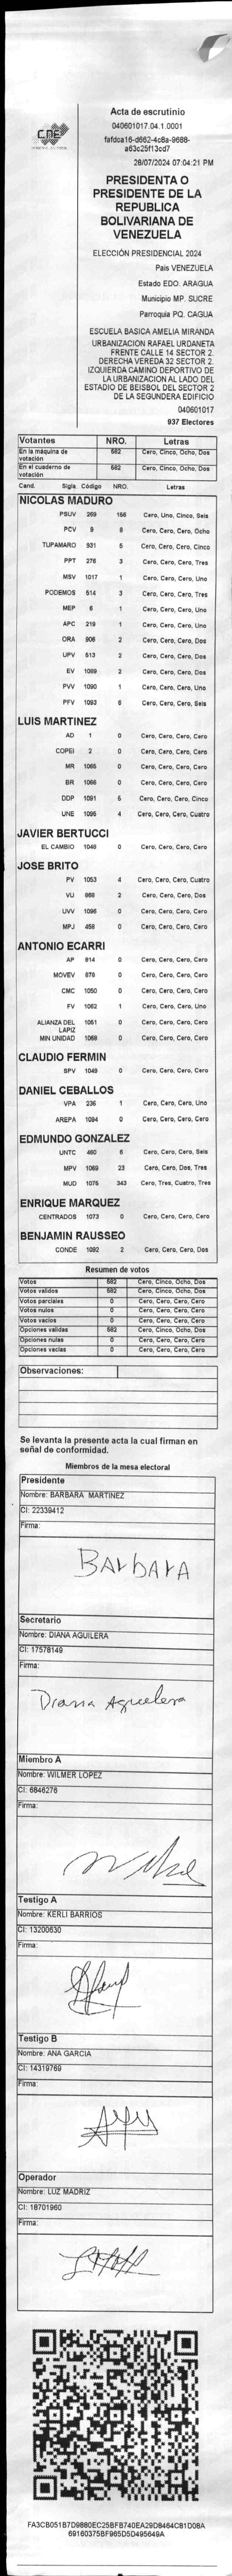 CNE
Acta de escrutinio
040601017.04.1.0001
fafdca16-d662-4c8a-9688-
a63c25f13cd7
28/07/2024 07:04:21 PM
PRESIDENTA O
PRESIDENTE DE LA
REPUBLICA
BOLIVARIANA DE
VENEZUELA
ELECCIÓN PRESIDENCIAL 2024
Pais VENEZUELA
Estado EDO. ARAGUA
Municipio MP. SUCRE
Parroquia PQ. CAGUA
ESCUELA BASICA AMELIA MIRANDA
URBANIZACIÓN RAFAEL URDANETA
FRENTE CALLE 14 SECTOR 2.
DERECHA VEREDA 32 SECTOR 2.
IZQUIERDA CAMINO DEPORTIVO DE
LA URBANIZACION AL LADO DEL
ESTADIO DE BEISBOL DEL SECTOR 2
DE LA SEGUNDERA EDIFICIO
040601017
937 Electores
Votantes NRO. Letras
En la máquina de votación 582 Cero, Cinco, Ocho, Dos
En el cuaderno de votación 582 Cero, Cinco, Ocho, Dos
Cand. Sigla Código NRO. Letras
NICOLAS MADURO
PSUV 269 156 Cero, Uno, Cinco, Seis
PCV 9 8 Cero, Cero, Cero, Ocho
TUPAMARO 931 5 Cero, Cero, Cero, Cinco
PPT 276 3 Cero, Cero, Cero, Tres
MSV 1017 1 Cero, Cero, Cero, Uno
PODEMOS 514 3 Cero, Cero, Cero, Tres
MEP 6 1 Cero, Cero, Cero, Uno
APC 219 1 Cero, Cero, Cero, Uno
ORA 906 2 Cero, Cero, Cero, Dos
UPV 513 2 Cero, Cero, Cero, Dos
EV 1089 2 Cero, Cero, Cero, Dos
PVV 1090 1 Cero, Cero, Cero, Uno
PFV 1093 6 Cero, Cero, Cero, Seis
LUIS MARTINEZ
AD 1 0 Cero, Cero, Cero, Cero
COPEI 2 0 Cero, Cero, Cero, Cero
MR 1065 0 Cero, Cero, Cero, Cero
BR 1066 0 Cero, Cero, Cero, Cero
DDP 1091 5 Cero, Cero, Cero, Cinco
UNE 1095 4 Cero, Cero, Cero, Cuatro
JAVIER BERTUCCI
EL CAMBIO 1048 0 Cero, Cero, Cero, Cero
JOSE BRITO
PV 1053 4 Cero, Cero, Cero, Cuatro
VU 868 2 Cero, Cero, Cero, Dos
UVV 1096 0 Cero, Cero, Cero, Cero
MPJ 458 0 Cero, Cero, Cero, Cero
ANTONIO ECARRI
AP 814 0 Cero, Cero, Cero, Cero
MOVEV 878 0 Cero, Cero, Cero, Cero
CMC 1050 0 Cero, Cero, Cero, Cero
FV 1062 1 Cero, Cero, Cero, Uno
ALIANZA DEL LAPIZ 1051 0 Cero, Cero, Cero, Cero
MIN UNIDAD 1058 0 Cero, Cero, Cero, Cero
CLAUDIO FERMIN
SPV 1049 0 Cero, Cero, Cero, Cero
DANIEL CEBALLOS
VPA 236 1 Cero, Cero, Cero, Uno
AREPA 1094 0 Cero, Cero, Cero, Cero
EDMUNDO GONZALEZ
UNTC 460 6 Cero, Cero, Cero, Seis
MPV 1069 23 Cero, Cero, Dos, Tres
MUD 1075 343 Cero, Tres, Cuatro, Tres
ENRIQUE MARQUEZ
CENTRADOS 1073 0 Cero, Cero, Cero, Cero
BENJAMIN RAUSSEO
CONDE 1092 2 Cero, Cero, Cero, Dos
Resumen de votos
Votos 582 Cero, Cinco, Ocho, Dos
Votos validos 582 Cero, Cinco, Ocho, Dos
Votos parciales 0 Cero, Cero, Cero, Cero
Votos nulos 0 Cero, Cero, Cero, Cero
Votos vacios 0 Cero, Cero, Cero, Cero
Opciones validas 582 Cero, Cinco, Ocho, Dos
Opciones nulas 0 Cero, Cero, Cero, Cero
Opciones vacias 0 Cero, Cero, Cero, Cero
Observaciones:
Se levanta la presente acta la cual firman en
señal de conformidad.
Miembros de la mesa electoral
Presidente
Nombre: BARBARA MARTINEZ
CI: 22339412
Firma:
BARbARA
Secretario
Nombre: DIANA AGUILERA
CI: 17578149
Firma:
Diana Aguilera
Miembro A
Nombre: WILMER LOPEZ
CI: 6846276
Firma:
Testigo A
Nombre: KERLI BARRIOS
CI: 13200630
Firma:
Testigo B
Nombre: ANA GARCIA
CI: 14319769
Firma:
Operador
Nombre: LUZ MADRIZ
CI: 18701960
Firma:
FA3CB051B7D9880EC25BFB740EA29D8464C81D08A
69160375BF965D5D495649A